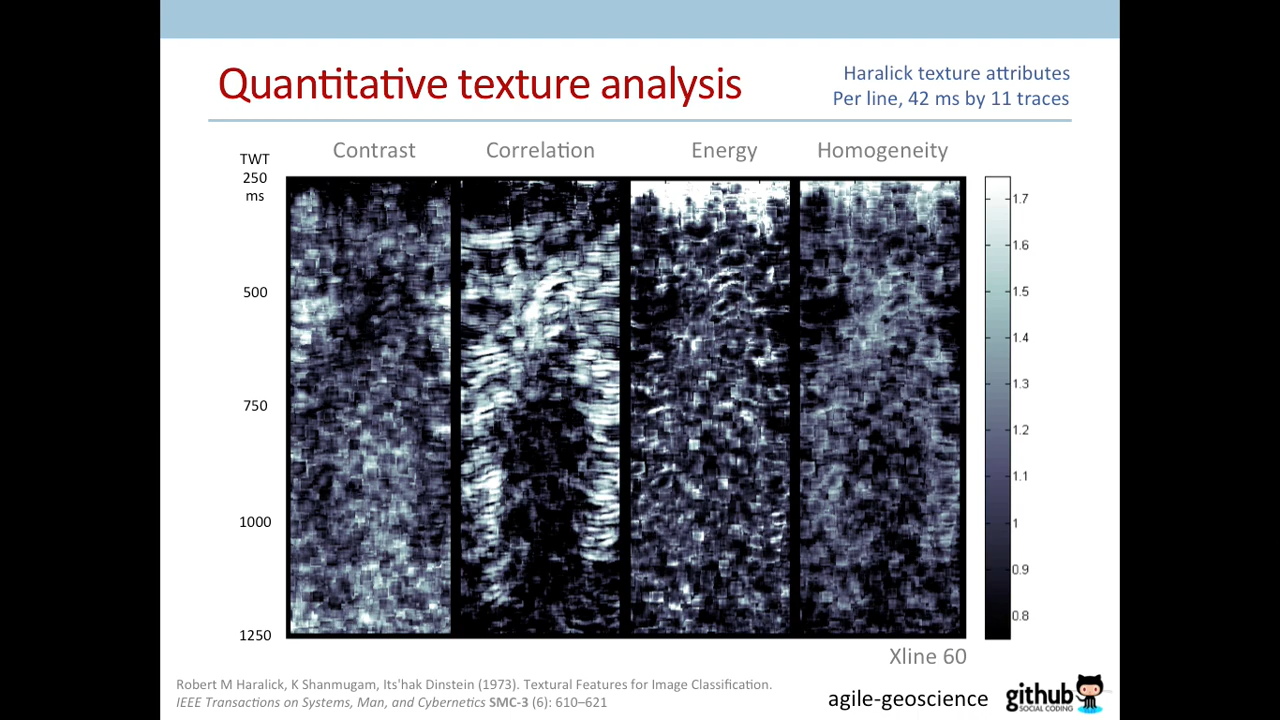 Quantitative texture analysis
Haralick texture attributes
Per line, 42 ms by 11 traces
Contrast
Correlation
Energy
Homogeneity
TWT
250
ms
500
750
1000
1250
1.7
1.6
1.5
1.4
1.3
1.2
1.1
1
0.9
0.8
Xline 60
Robert M Haralick, K Shanmugam, Its'hak Dinstein (1973). Textural Features for Image Classification.
IEEE Transactions on Systems, Man, and Cybernetics SMC-3 (6): 610–621
agile-geoscience
github
SOCIAL CODING